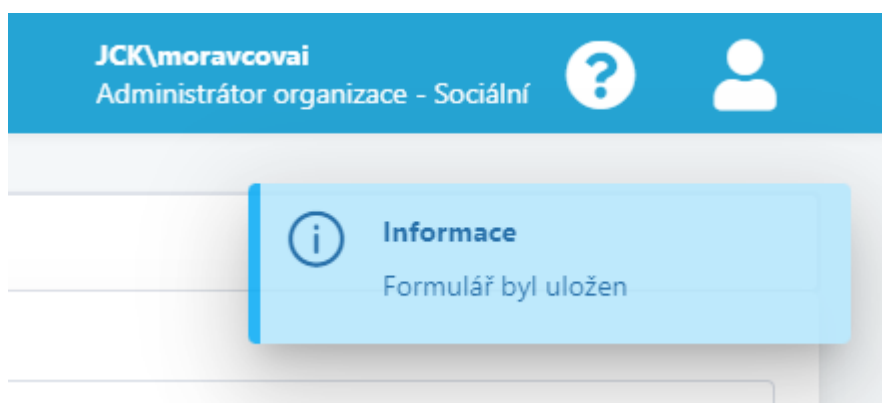 JCK\moravcovai
Administrátor organizace - Sociální
Informace
Formulář byl uložen